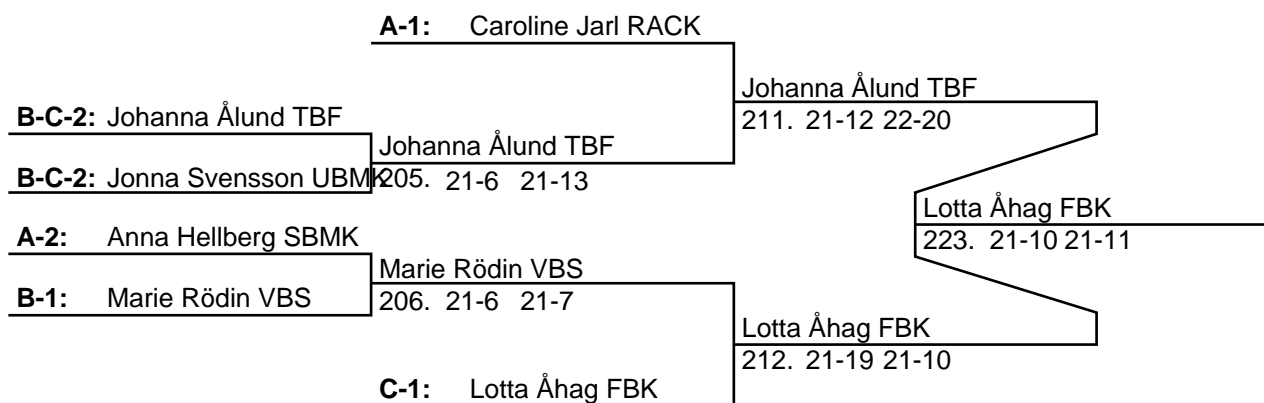 A-1: Caroline Jarl RACK
Johanna Ålund TBF
211. 21-12 22-20
B-C-2: Johanna Ålund TBF
Johanna Ålund TBF
205. 21-6 21-13
B-C-2: Jonna Svensson UBMK
Lotta Åhag FBK
223. 21-10 21-11
A-2: Anna Hellberg SBMK
Marie Rödin VBS
206. 21-6 21-7
B-1: Marie Rödin VBS
Lotta Åhag FBK
212. 21-19 21-10
C-1: Lotta Åhag FBK